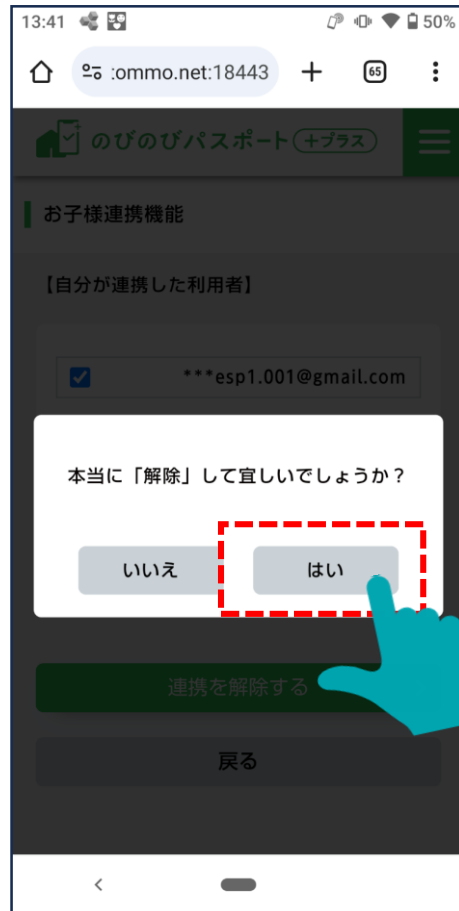 13:41 50%
:ommo.net:18443 65
のびのびパスポート +プラス
お子様連携機能
【自分が連携した利用者】
***esp1.001@gmail.com
本当に「解除」して宜しいでしょうか？
いいえ はい
連携を解除する
戻る